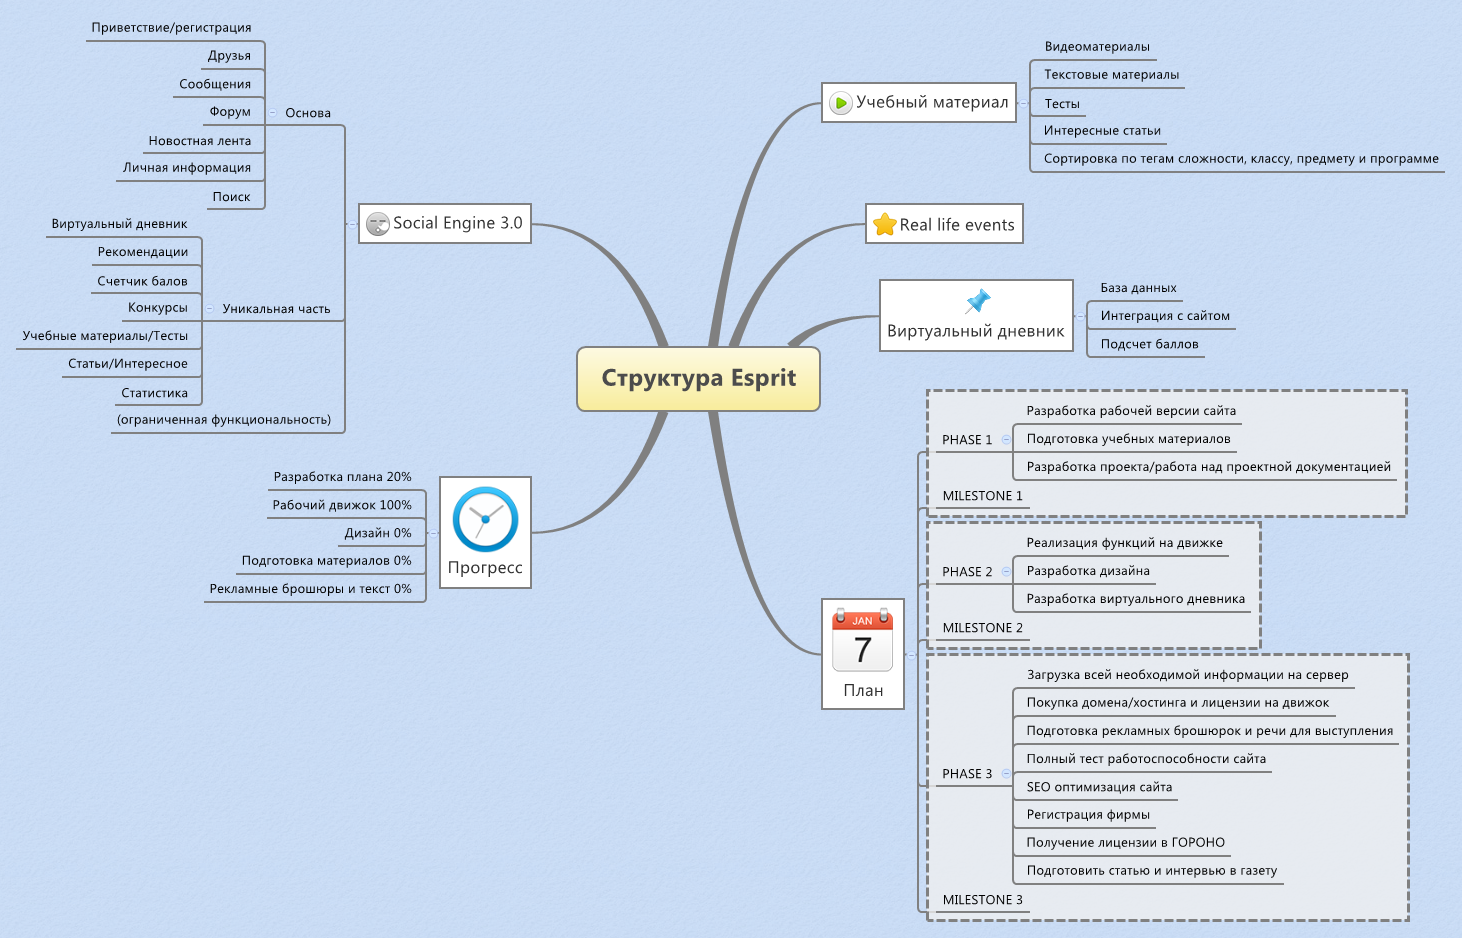 Структура Esprit
Social Engine 3.0
Основа
Приветствие/регистрация
Друзья
Сообщения
Форум
Новостная лента
Личная информация
Поиск
Уникальная часть
Виртуальный дневник
Рекомендации
Счетчик балов
Конкурсы
Учебные материалы/Тесты
Статьи/Интересное
Статистика
(ограниченная функциональность)
Прогресс
Разработка плана 20%
Рабочий движок 100%
Дизайн 0%
Подготовка материалов 0%
Рекламные брошюры и текст 0%
Учебный материал
Видеоматериалы
Текстовые материалы
Тесты
Интересные статьи
Сортировка по тегам сложности, классу, предмету и программе
Real life events
Виртуальный дневник
База данных
Интеграция с сайтом
Подсчет баллов
JAN
7
План
PHASE 1
Разработка рабочей версии сайта
Подготовка учебных материалов
Разработка проекта/работа над проектной документацией
MILESTONE 1
PHASE 2
Реализация функций на движке
Разработка дизайна
Разработка виртуального дневника
MILESTONE 2
PHASE 3
Загрузка всей необходимой информации на сервер
Покупка домена/хостинга и лицензии на движок
Подготовка рекламных брошюрок и речи для выступления
Полный тест работоспособности сайта
SEO оптимизация сайта
Регистрация фирмы
Получение лицензии в ГОРОНО
Подготовить статью и интервью в газету
MILESTONE 3